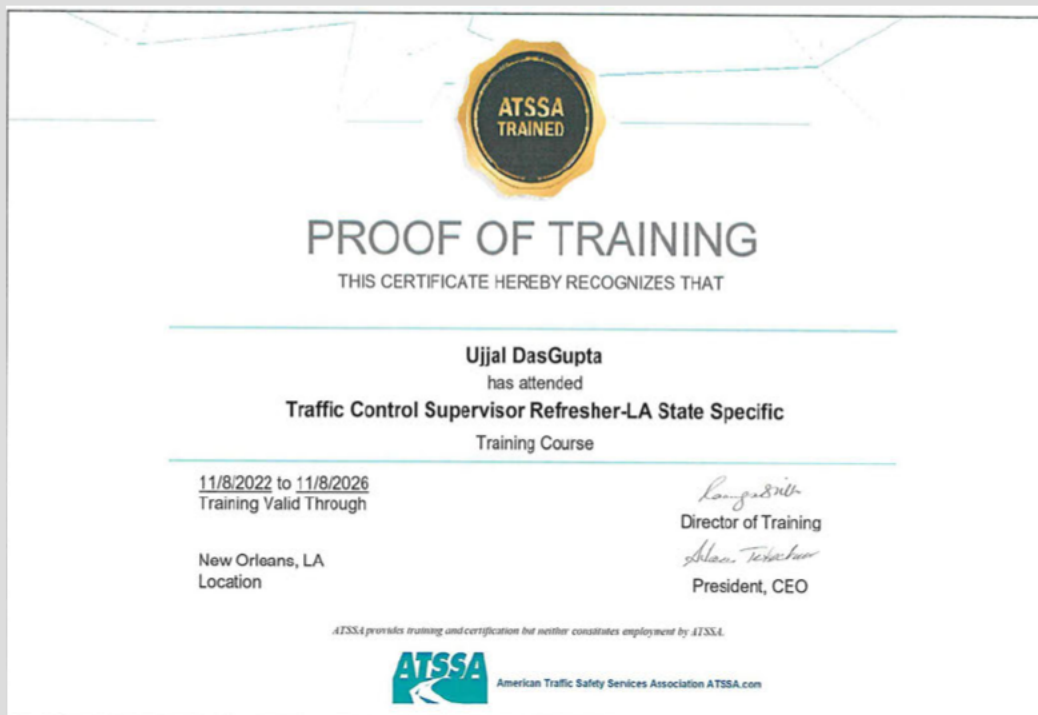 ATSSA
TRAINED
PROOF OF TRAINING
THIS CERTIFICATE HEREBY RECOGNIZES THAT
Ujjal DasGupta
has attended
Traffic Control Supervisor Refresher-LA State Specific
Training Course
11/8/2022 to 11/8/2026
Training Valid Through
Director of Training
New Orleans, LA
Location
President, CEO
ATSSA provides training and certification but neither constitutes employment by ATSSA.
ATSSA
American Traffic Safety Services Association ATSSA.com